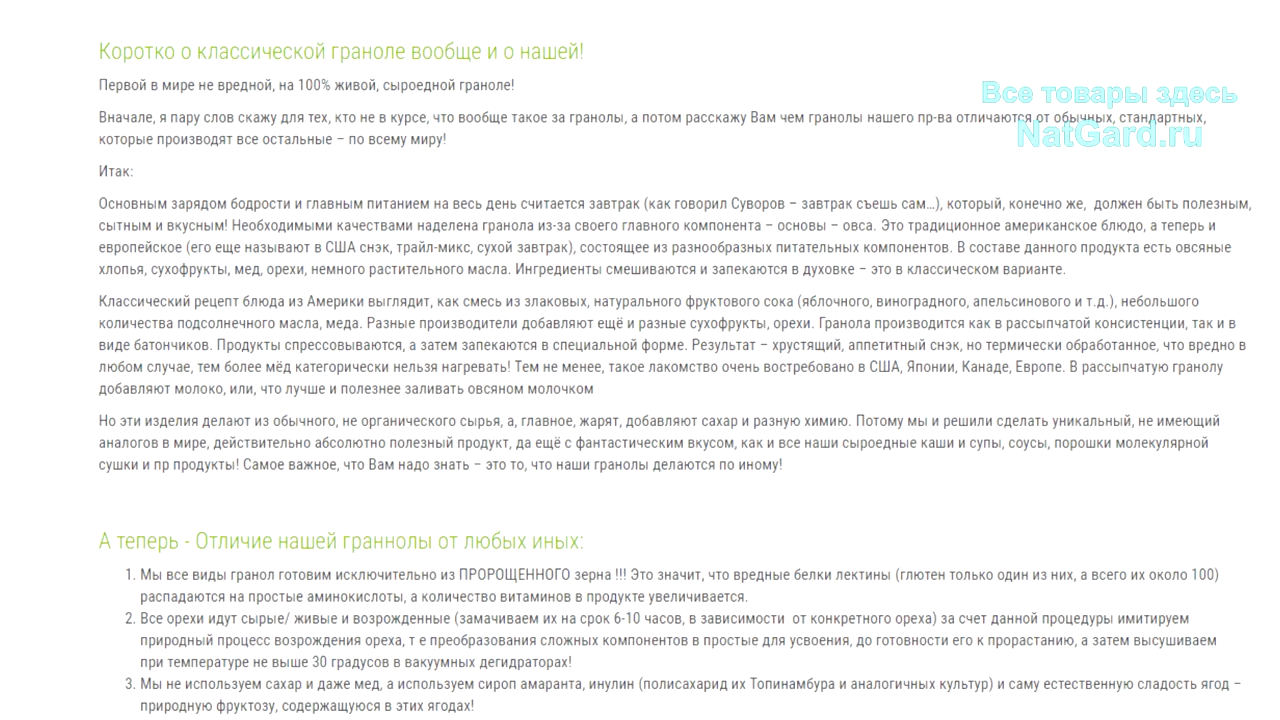 Коротко о классической граноле вообще и о нашей!
Первой в мире не вредной, на 100% живой, сыроедной граноле!
Все товары здесь
NatGard.ru
Вначале, я пару слов скажу для тех, кто не в курсе, что вообще такое за гранолы, а потом расскажу Вам чем гранолы нашего пр-ва отличаются от обычных, стандартных,
которые производят все остальные – по всему миру!
Итак:
Основным зарядом бодрости и главным питанием на весь день считается завтрак (как говорил Суворов – завтрак съешь сам…), который, конечно же, должен быть полезным,
сытным и вкусным! Необходимыми качествами наделена гранола из-за своего главного компонента – основы – овса. Это традиционное американское блюдо, а теперь и
европейское (его еще называют в США снэк, трайл-микс, сухой завтрак), состоящее из разнообразных питательных компонентов. В составе данного продукта есть овсяные
хлопья, сухофрукты, мед, орехи, немного растительного масла. Ингредиенты смешиваются и запекаются в духовке – это в классическом варианте.
Классический рецепт блюда из Америки выглядит, как смесь из злаковых, натурального фруктового сока (яблочного, виноградного, апельсинового и т.д.), небольшого
количества подсолнечного масла, меда. Разные производители добавляют ещё и разные сухофрукты, орехи. Гранола производится как в рассыпчатой консистенции, так и в
виде батончиков. Продукты спрессовываются, а затем запекаются в специальной форме. Результат – хрустящий, аппетитный снэк, но термически обработанное, что вредно в
любом случае, тем более мёд категорически нельзя нагревать! Тем не менее, такое лакомство очень востребовано в США, Японии, Канаде, Европе. В рассыпчатую гранолу
добавляют молоко, или, что лучше и полезнее заливать овсяном молочком
Но эти изделия делают из обычного, не органического сырья, а, главное, жарят, добавляют сахар и разную химию. Потому мы и решили сделать уникальный, не имеющий
аналогов в мире, действительно абсолютно полезный продукт, да ещё с фантастическим вкусом, как и все наши сыроедные каши и супы, соусы, порошки молекулярной
сушки и пр продукты! Самое важное, что Вам надо знать – это то, что наши гранолы делаются по иному!
А теперь - Отличие нашей граннолы от любых иных:
1. Мы все виды гранол готовим исключительно из ПРОРОЩЕННОГО зерна !!! Это значит, что вредные белки лектины (глютен только один из них, а всего их около 100)
распадаются на простые аминокислоты, а количество витаминов в продукте увеличивается.
2. Все орехи идут сырые/ живые и возрожденные (замачиваем их на срок 6-10 часов, в зависимости от конкретного ореха) за счет данной процедуры имитируем
природный процесс возрождения ореха, т е преобразования сложных компонентов в простые для усвоения, до готовности его к прорастанию, а затем высушиваем
при температуре не выше 30 градусов в вакуумных дегидраторах!
3. Мы не используем сахар и даже мед, а используем сироп амаранта, инулин (полисахарид их Топинамбура и аналогичных культур) и саму естественную сладость ягод –
природную фруктозу, содержащуюся в этих ягодах!